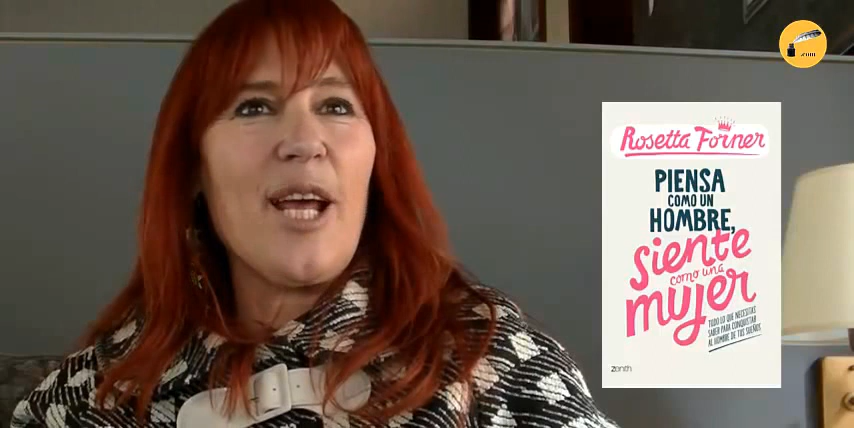 .com
Rosetta Forner
PIENSA
COMO UN
HOMBRE,
siente
como una
mujer
TODO LO QUE NECESITAS
SABER PARA CONQUISTAR
AL HOMBRE DE TUS SUEÑOS
Zenith